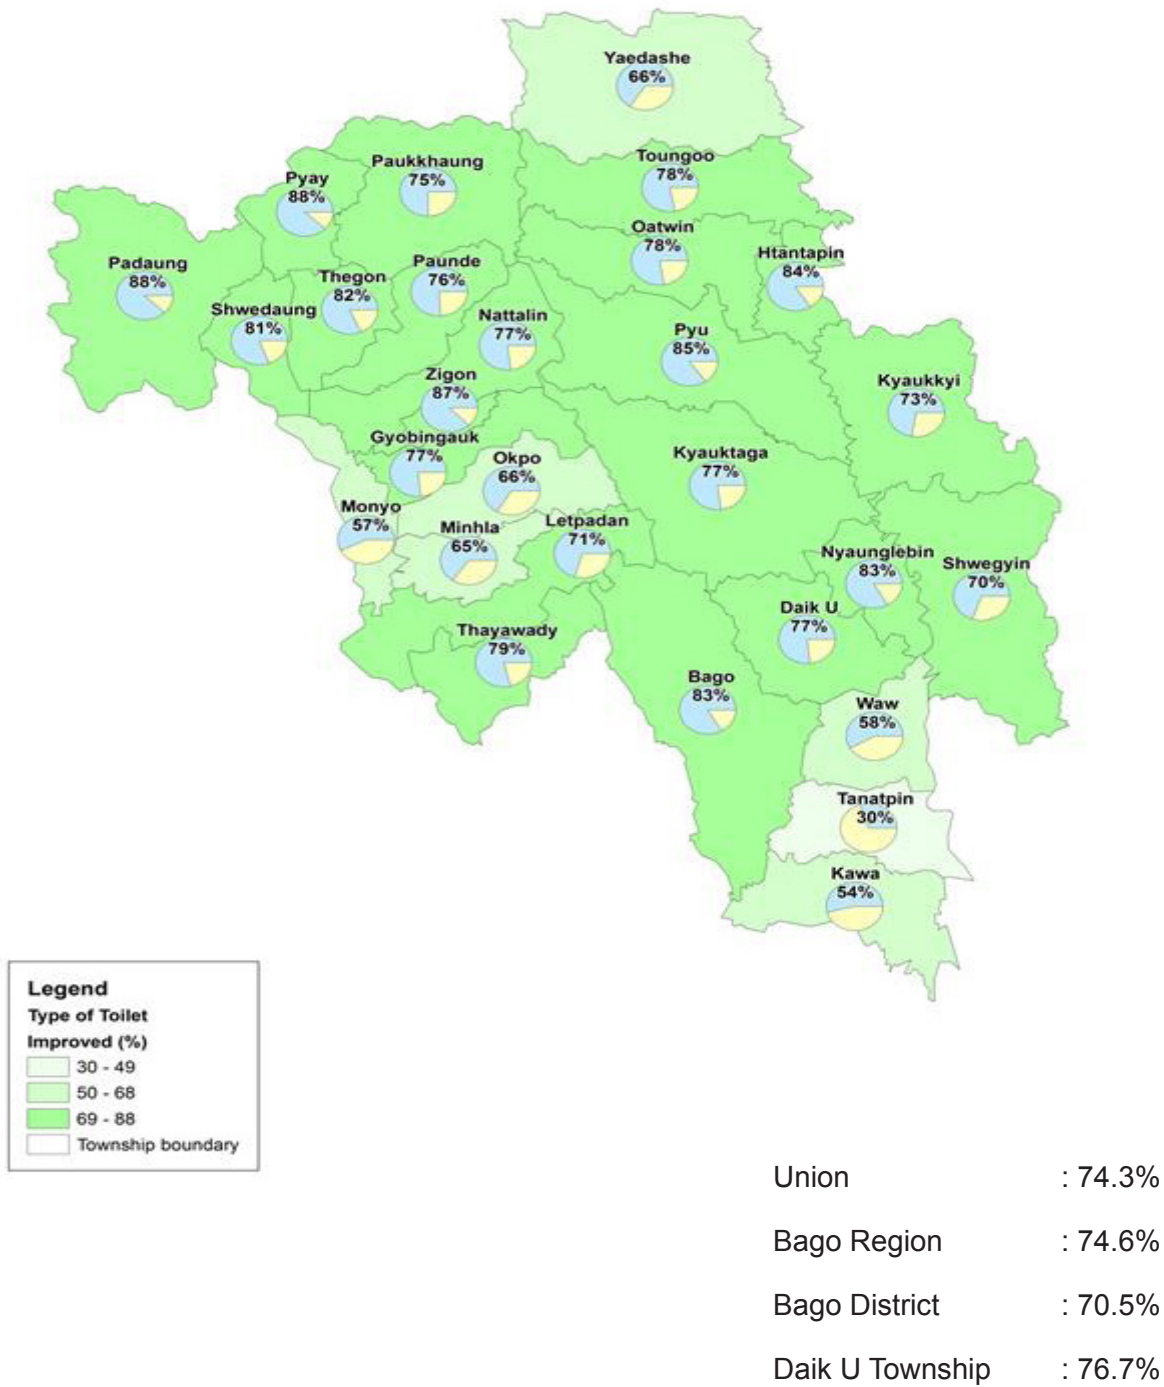 Yaedashe
66%
Toungoo
78%
Paukkhaung
75%
Pyay
88%
Oatwin
78%
Htantapin
84%
Padaung
88%
Paunde
76%
Thegon
82%
Shwedaung
81%
Nattalin
77%
Pyu
85%
Zigon
87%
Kyaukkyi
73%
Gyobingauk
77%
Okpo
66%
Kyauktaga
77%
Monyo
57%
Minhla
65%
Letpadan
71%
Nyaunglebin
83%
Shwegyin
70%
Daik U
77%
Thayawady
79%
Bago
83%
Waw
58%
Tanatpin
30%
Kawa
54%
Legend
Type of Toilet
Improved (%)
30 - 49
50 - 68
69 - 88
Township boundary
Union : 74.3%
Bago Region : 74.6%
Bago District : 70.5%
Daik U Township : 76.7%